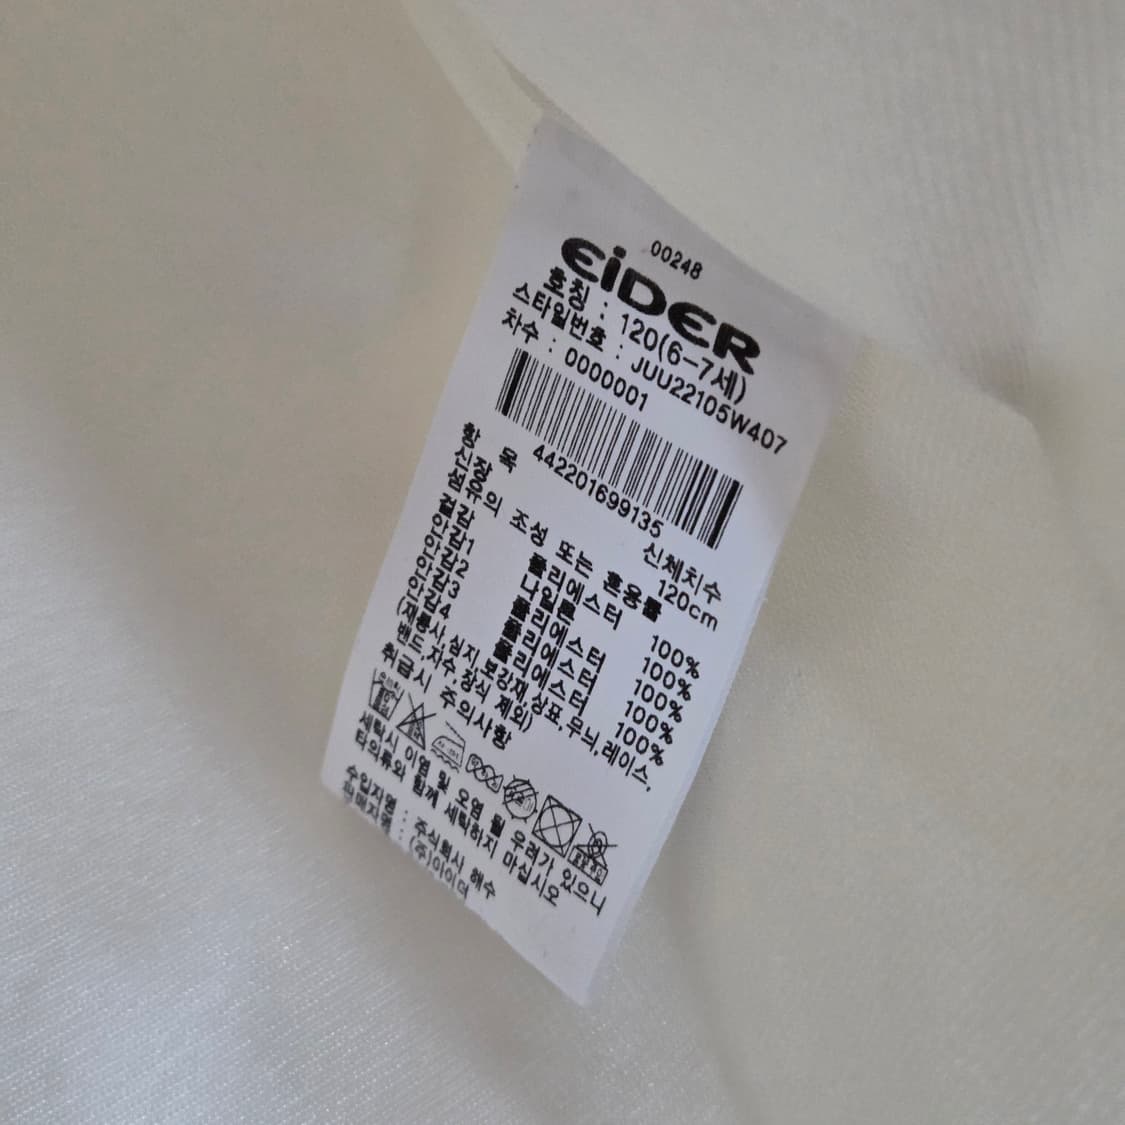 00248
EiDER
호칭 : 120(6-7세)
스타일번호 : JUU22105W407
차수 : 0000001
442201699135
항 목 신체치수
신장 120cm
섬유의 조성 또는 혼용률
겉감 폴리에스터 100%
안감1 나일론 100%
안감2 폴리에스터 100%
안감3 폴리에스터 100%
안감4 폴리에스터 100%
(재봉사,심지,보강재,상표,무늬,레이스,
밴드,자수,장식 제외)
취급시 주의사항
세탁시 이염 및 오염 될 우려가 있으니
타의류와 함께 세탁하지 마십시오
수입자명 : 주식회사 해수
판매자명 : (주)아이더